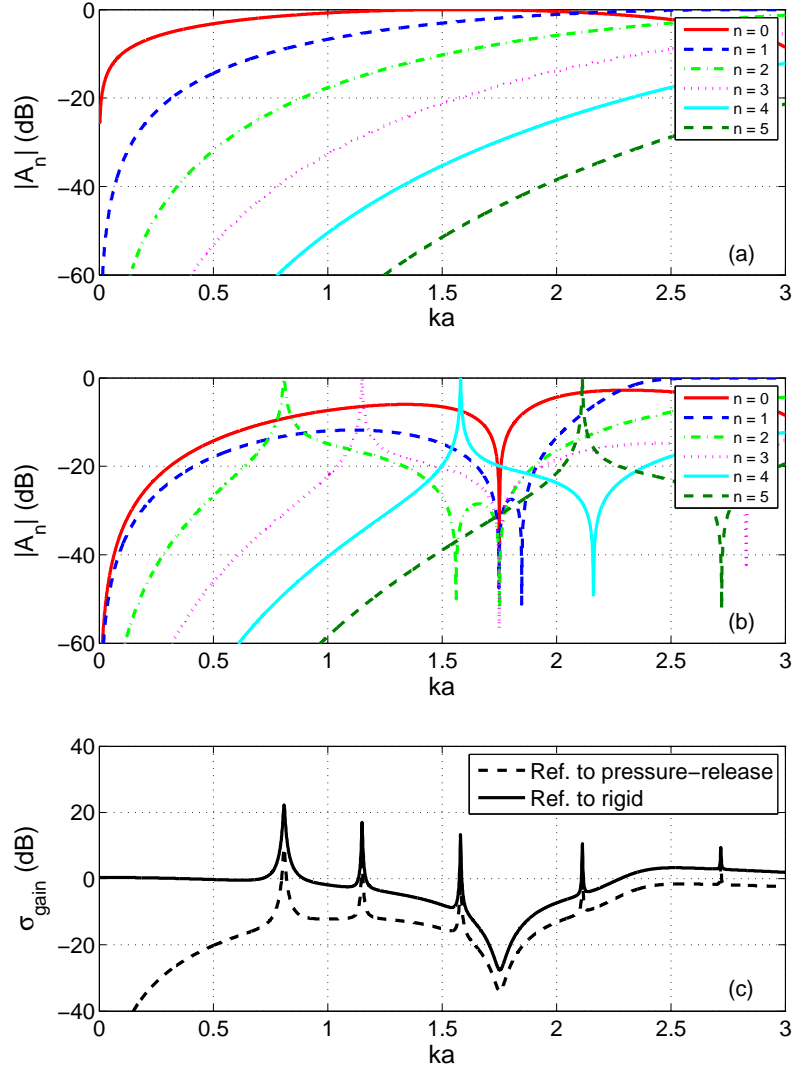 0
−20
−40
−60
|A_n| (dB)
0
0.5
1
1.5
2
2.5
3
ka
n = 0
n = 1
n = 2
n = 3
n = 4
n = 5
(a)
0
−20
−40
−60
|A_n| (dB)
0
0.5
1
1.5
2
2.5
3
ka
n = 0
n = 1
n = 2
n = 3
n = 4
n = 5
(b)
40
20
0
−20
−40
σ_gain (dB)
0
0.5
1
1.5
2
2.5
3
ka
Ref. to pressure−release
Ref. to rigid
(c)